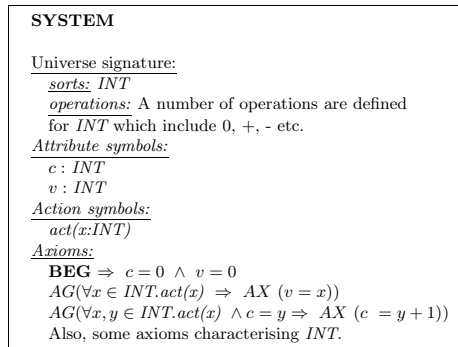 SYSTEM
Universe signature:
sorts: INT
operations: A number of operations are defined
for INT which include 0, +, - etc.
Attribute symbols:
c : INT
v : INT
Action symbols:
act(x:INT)
Axioms:
BEG ⇒ c = 0 ∧ v = 0
AG(∀x ∈ INT.act(x) ⇒ AX (v = x))
AG(∀x, y ∈ INT.act(x) ∧ c = y ⇒ AX (c = y + 1))
Also, some axioms characterising INT.